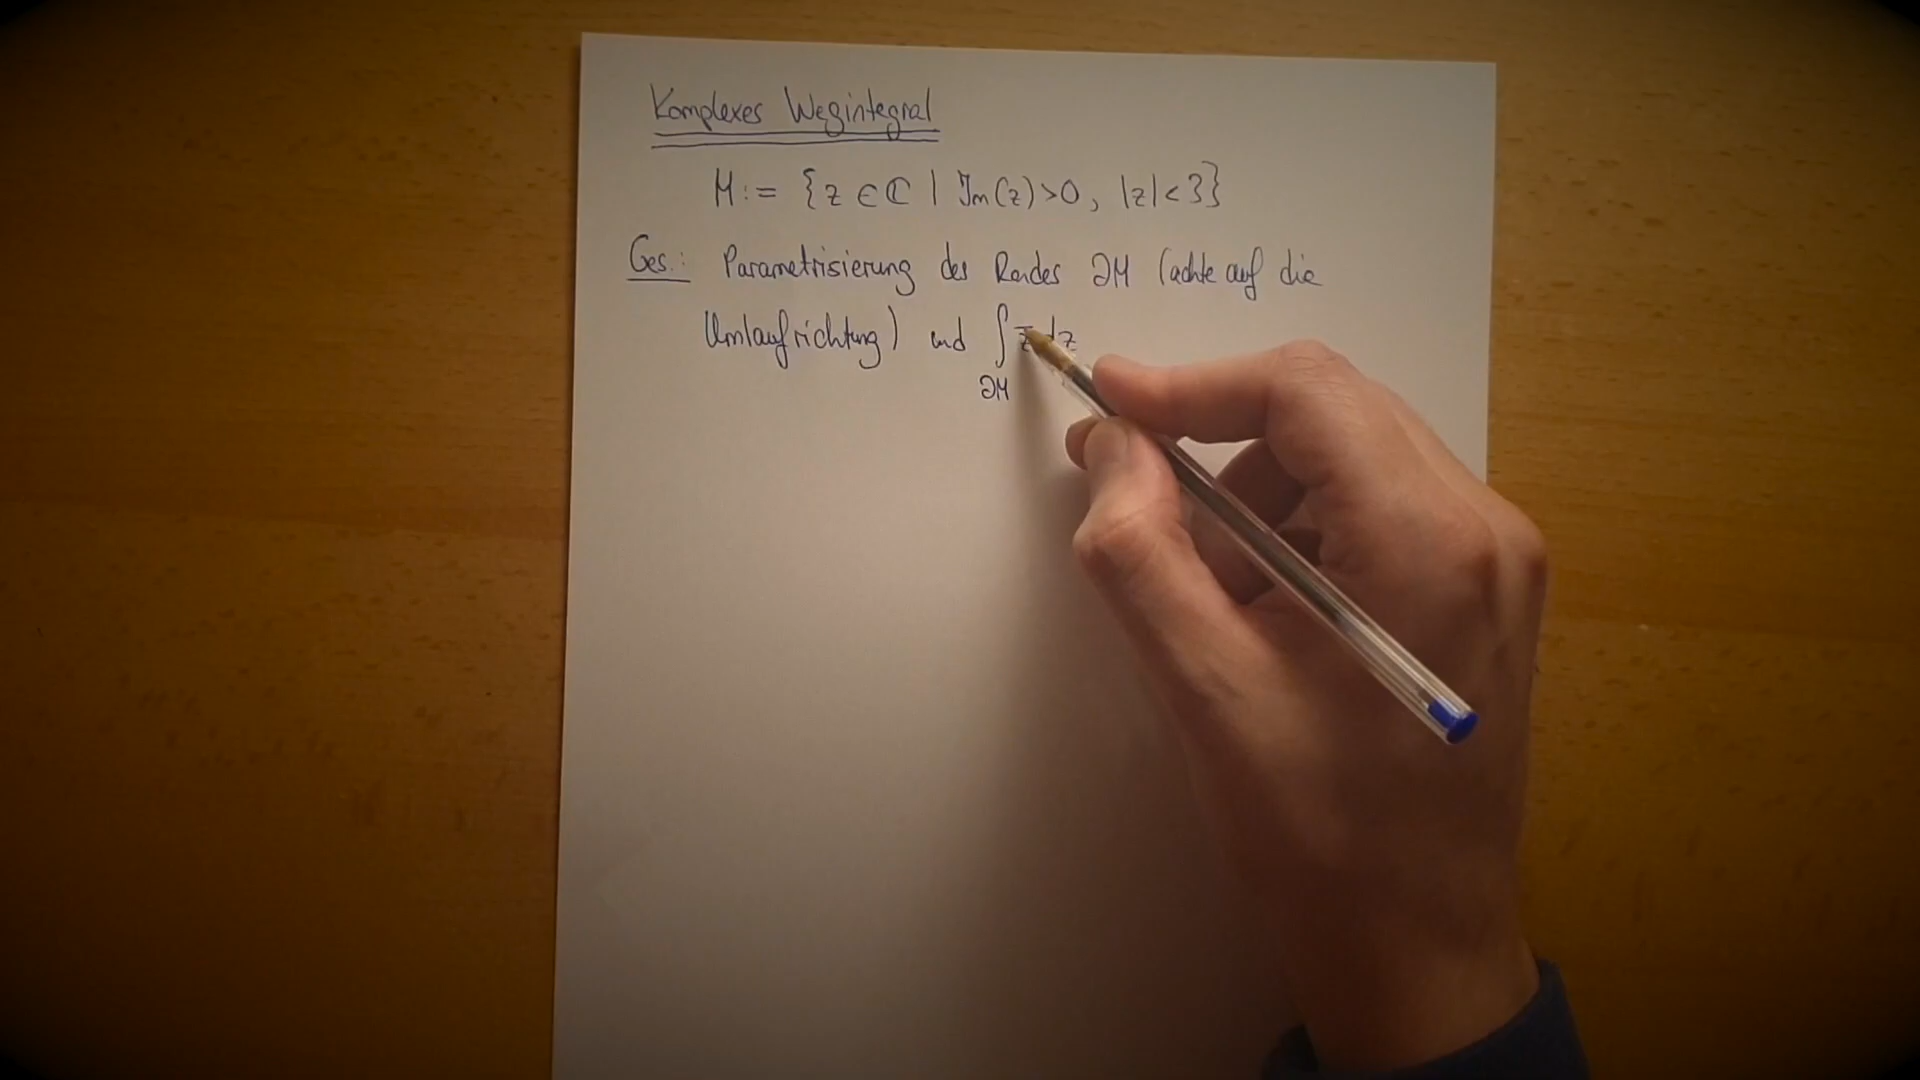 Komplexes Wegintegral
M := {z ∈ ℂ | Im(z)>0, |z|<3}
Ges.: Parametrisierung des Randes ∂M (achte auf die
Umlaufrichtung) und ∫_{∂M} z̅ dz